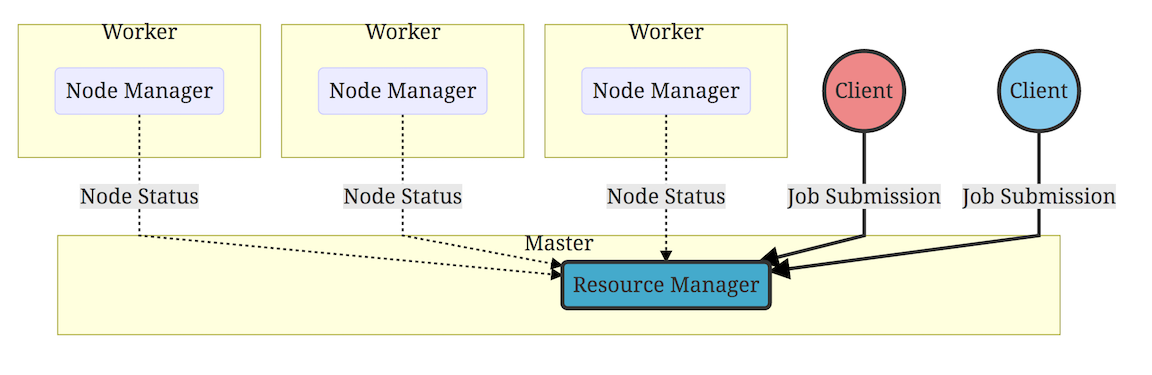 Worker
Worker
Worker
Node Manager
Node Manager
Node Manager
Client
Client
Node Status
Node Status
Node Status
Job Submission
Job Submission
Master
Resource Manager